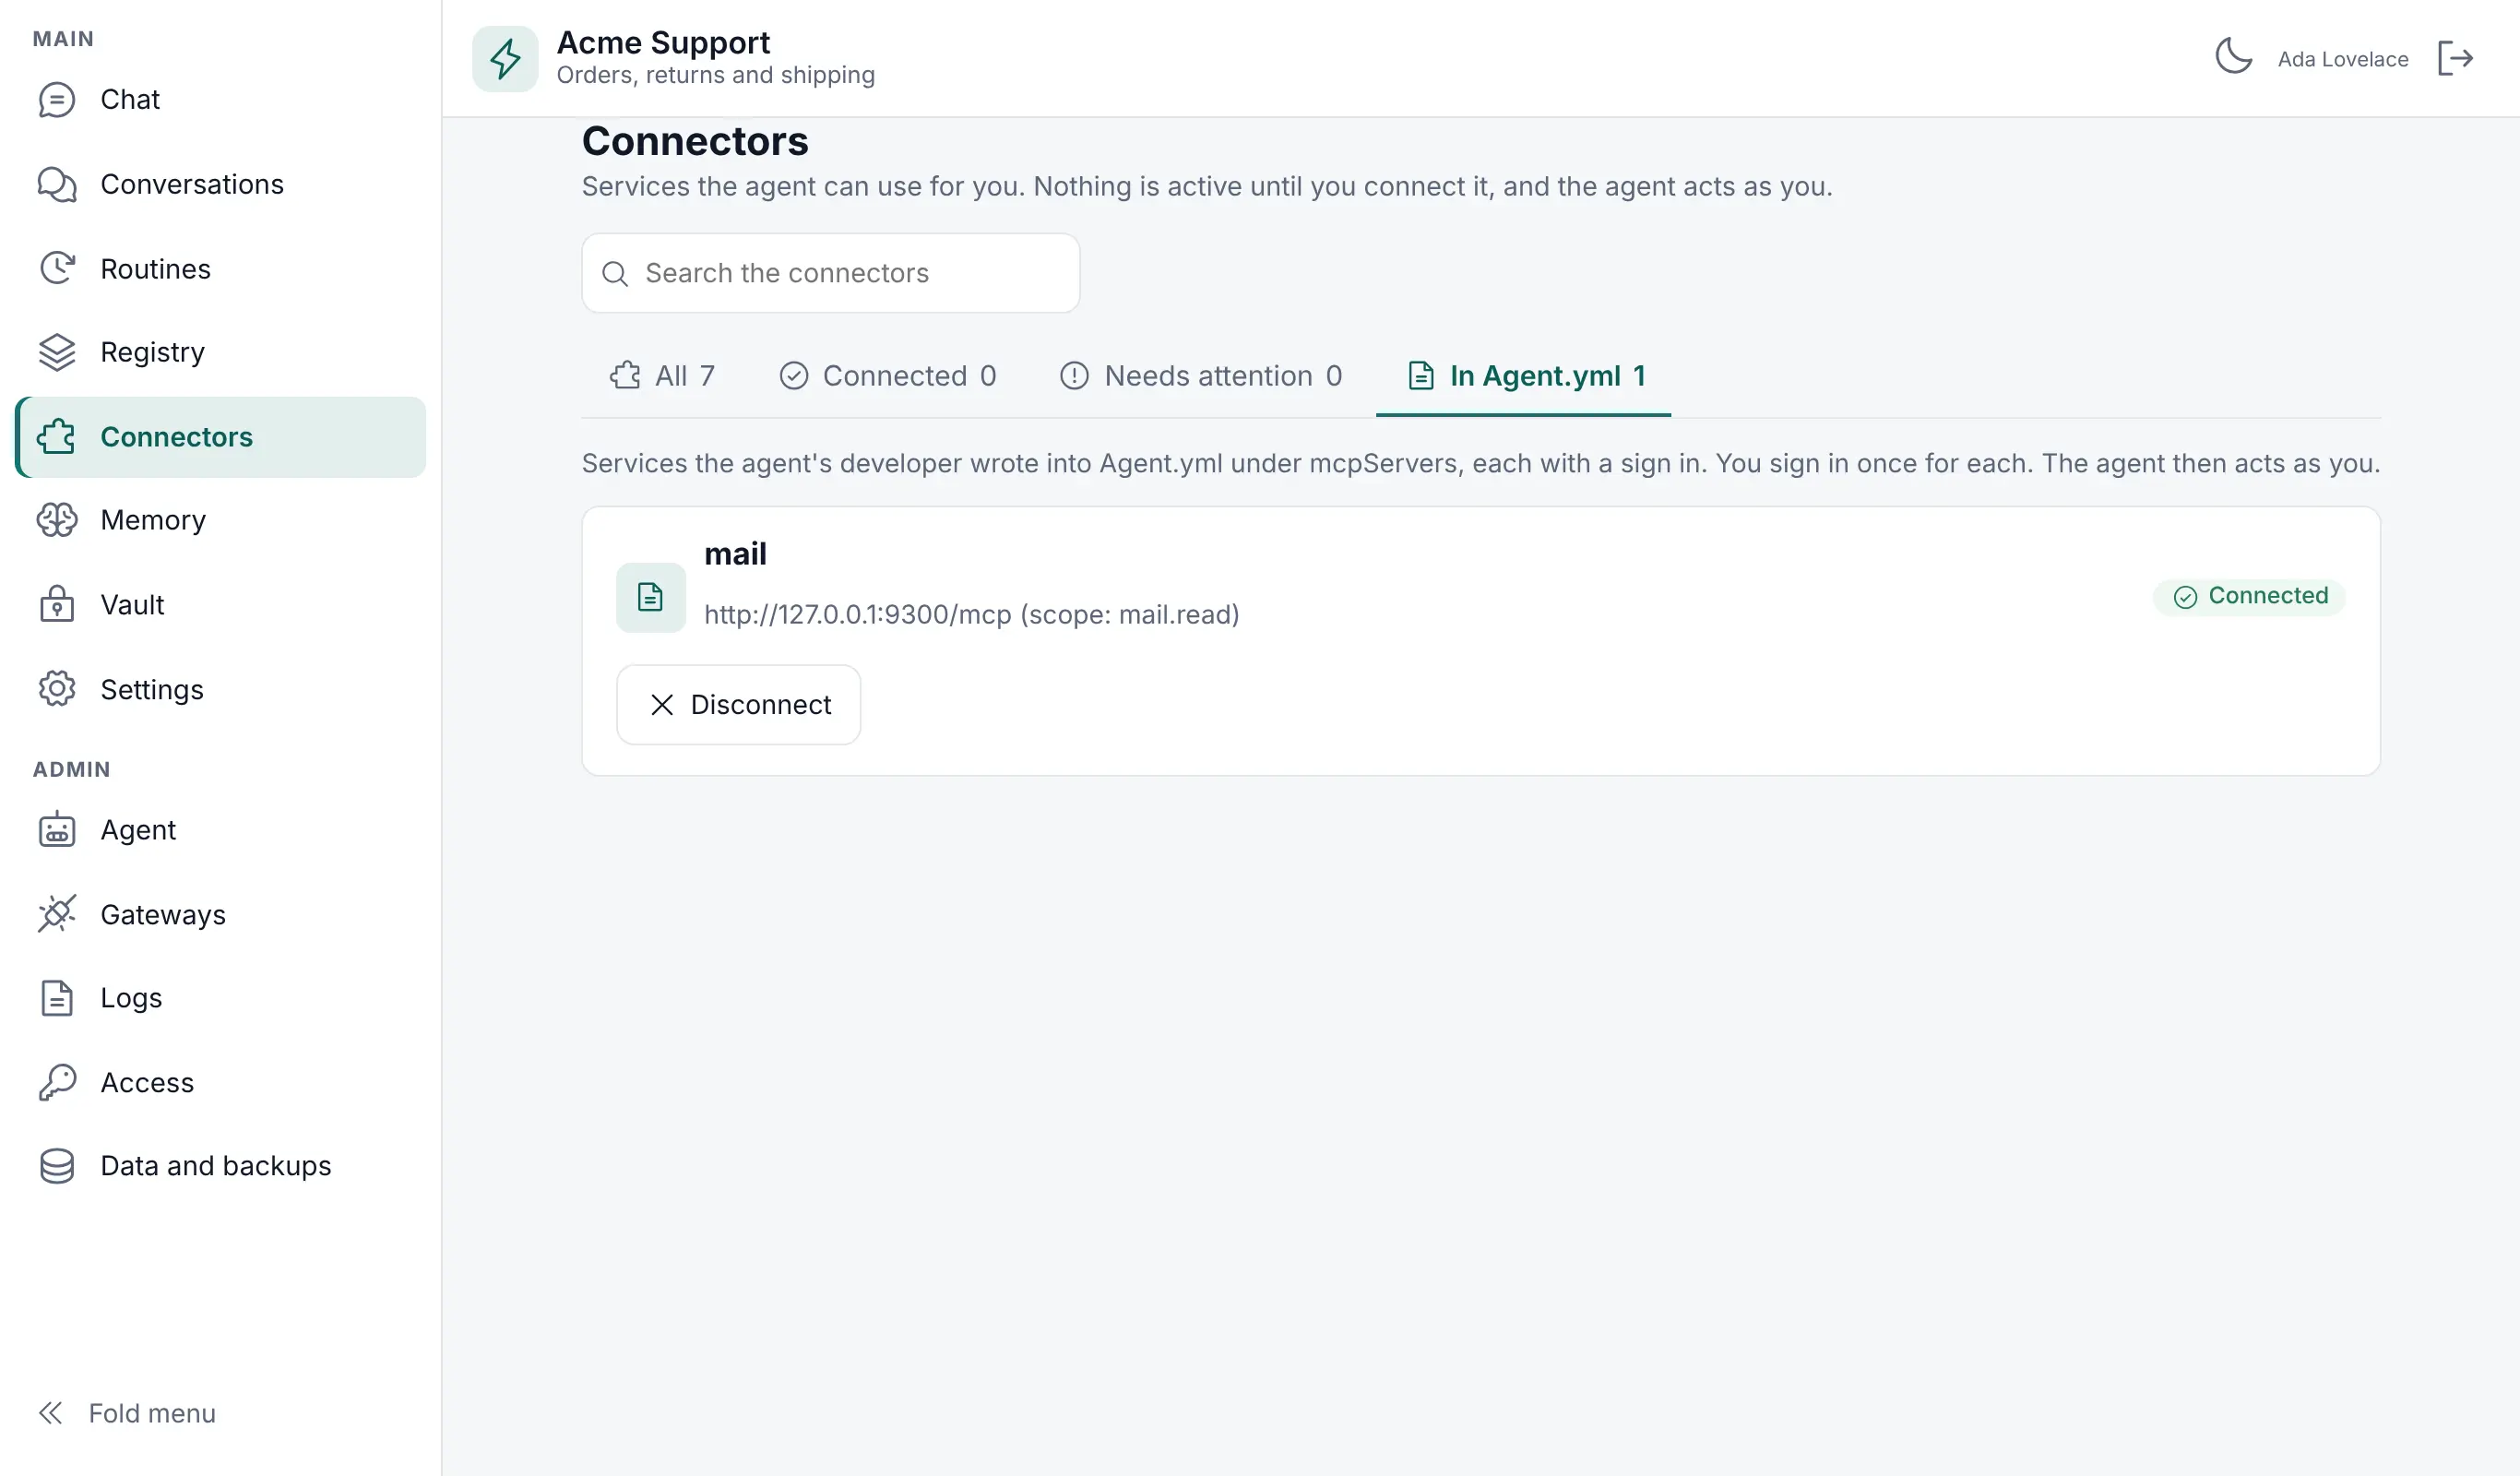 MAIN
Chat
Conversations
Routines
Registry
Connectors
Memory
Vault
Settings
ADMIN
Agent
Gateways
Logs
Access
Data and backups
Fold menu
Acme Support
Orders, returns and shipping
Ada Lovelace
Connectors
Services the agent can use for you. Nothing is active until you connect it, and the agent acts as you.
Search the connectors
All 7 Connected 0 Needs attention 0 In Agent.yml 1
Services the agent's developer wrote into Agent.yml under mcpServers, each with a sign in. You sign in once for each. The agent then acts as you.
mail
http://127.0.0.1:9300/mcp (scope: mail.read)
Connected
Disconnect